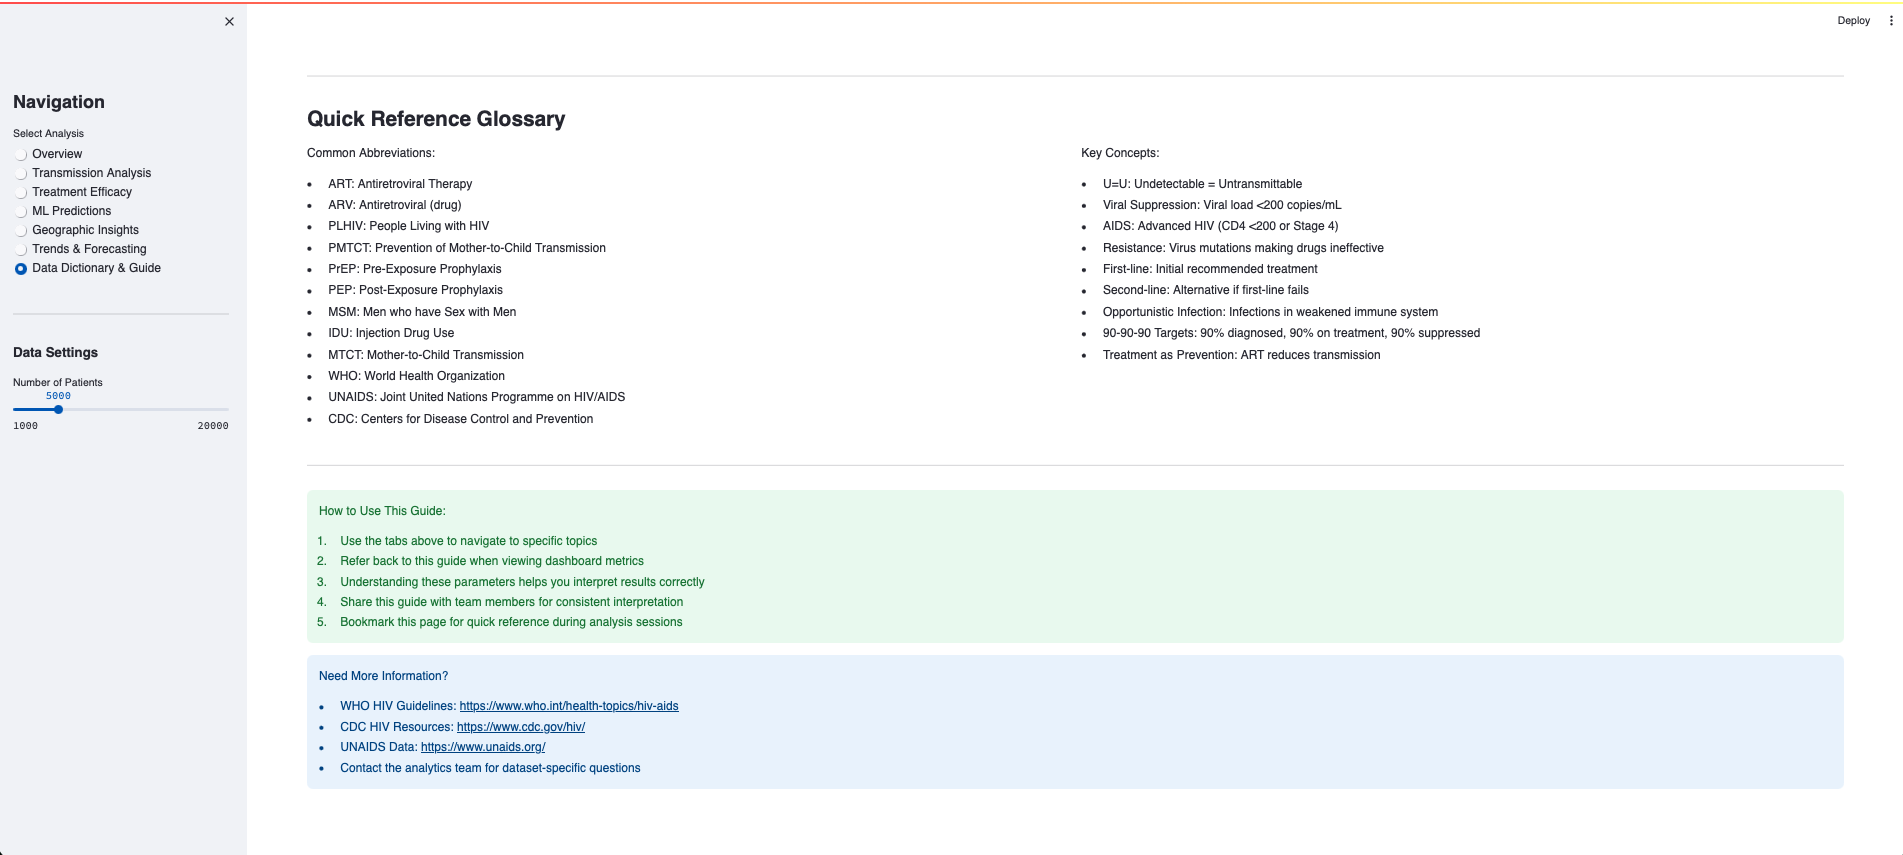 Deploy
Navigation
Select Analysis
Overview
Transmission Analysis
Treatment Efficacy
ML Predictions
Geographic Insights
Trends & Forecasting
Data Dictionary & Guide
Data Settings
Number of Patients
5000
1000 20000
Quick Reference Glossary
Common Abbreviations:
• ART: Antiretroviral Therapy
• ARV: Antiretroviral (drug)
• PLHIV: People Living with HIV
• PMTCT: Prevention of Mother-to-Child Transmission
• PrEP: Pre-Exposure Prophylaxis
• PEP: Post-Exposure Prophylaxis
• MSM: Men who have Sex with Men
• IDU: Injection Drug Use
• MTCT: Mother-to-Child Transmission
• WHO: World Health Organization
• UNAIDS: Joint United Nations Programme on HIV/AIDS
• CDC: Centers for Disease Control and Prevention
Key Concepts:
• U=U: Undetectable = Untransmittable
• Viral Suppression: Viral load <200 copies/mL
• AIDS: Advanced HIV (CD4 <200 or Stage 4)
• Resistance: Virus mutations making drugs ineffective
• First-line: Initial recommended treatment
• Second-line: Alternative if first-line fails
• Opportunistic Infection: Infections in weakened immune system
• 90-90-90 Targets: 90% diagnosed, 90% on treatment, 90% suppressed
• Treatment as Prevention: ART reduces transmission
How to Use This Guide:
1. Use the tabs above to navigate to specific topics
2. Refer back to this guide when viewing dashboard metrics
3. Understanding these parameters helps you interpret results correctly
4. Share this guide with team members for consistent interpretation
5. Bookmark this page for quick reference during analysis sessions
Need More Information?
• WHO HIV Guidelines: https://www.who.int/health-topics/hiv-aids
• CDC HIV Resources: https://www.cdc.gov/hiv/
• UNAIDS Data: https://www.unaids.org/
• Contact the analytics team for dataset-specific questions